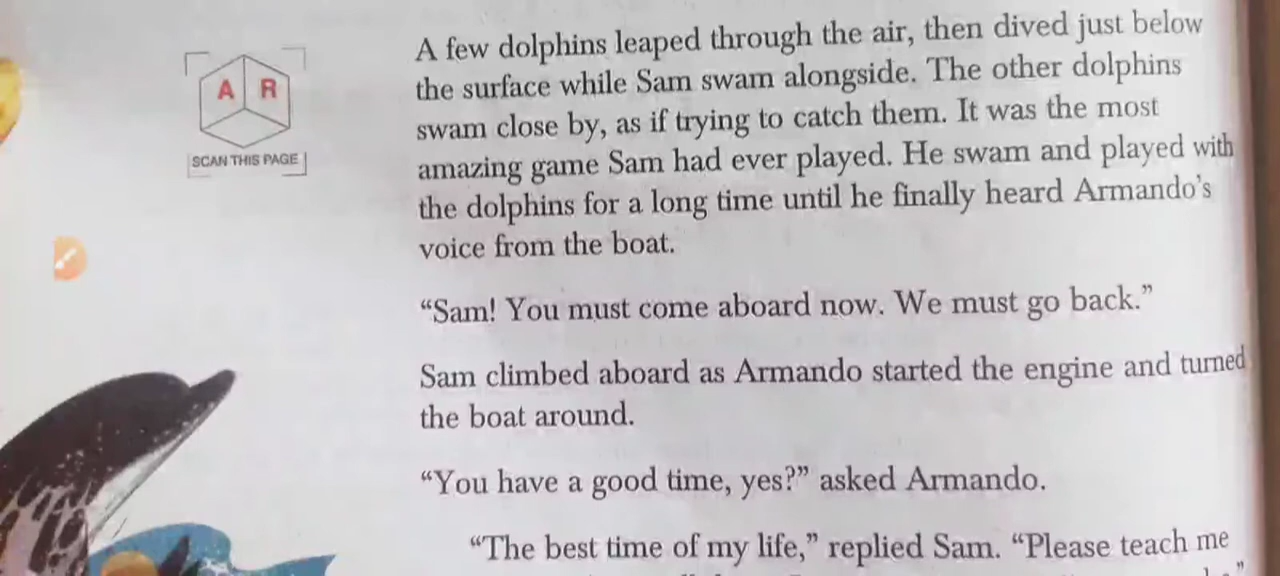 A R
SCAN THIS PAGE
A few dolphins leaped through the air, then dived just below
the surface while Sam swam alongside. The other dolphins
swam close by, as if trying to catch them. It was the most
amazing game Sam had ever played. He swam and played with
the dolphins for a long time until he finally heard Armando’s
voice from the boat.
“Sam! You must come aboard now. We must go back.”
Sam climbed aboard as Armando started the engine and turned
the boat around.
“You have a good time, yes?” asked Armando.
“The best time of my life,” replied Sam. “Please teach me